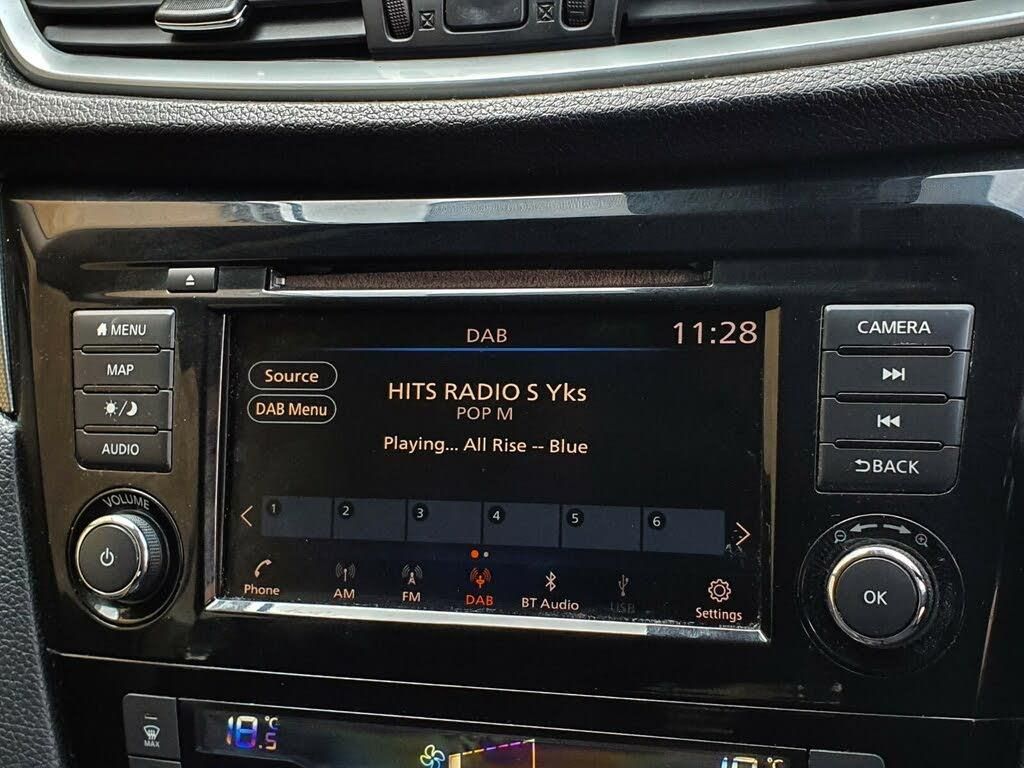 DAB
11:28
Source
DAB Menu
HITS RADIO S Yks
POP M
Playing... All Rise -- Blue
1 2 3 4 5 6
Phone
AM
FM
DAB
BT Audio
USB
Settings
MENU
MAP
AUDIO
VOLUME
CAMERA
BACK
OK
MAX
18.5 °C